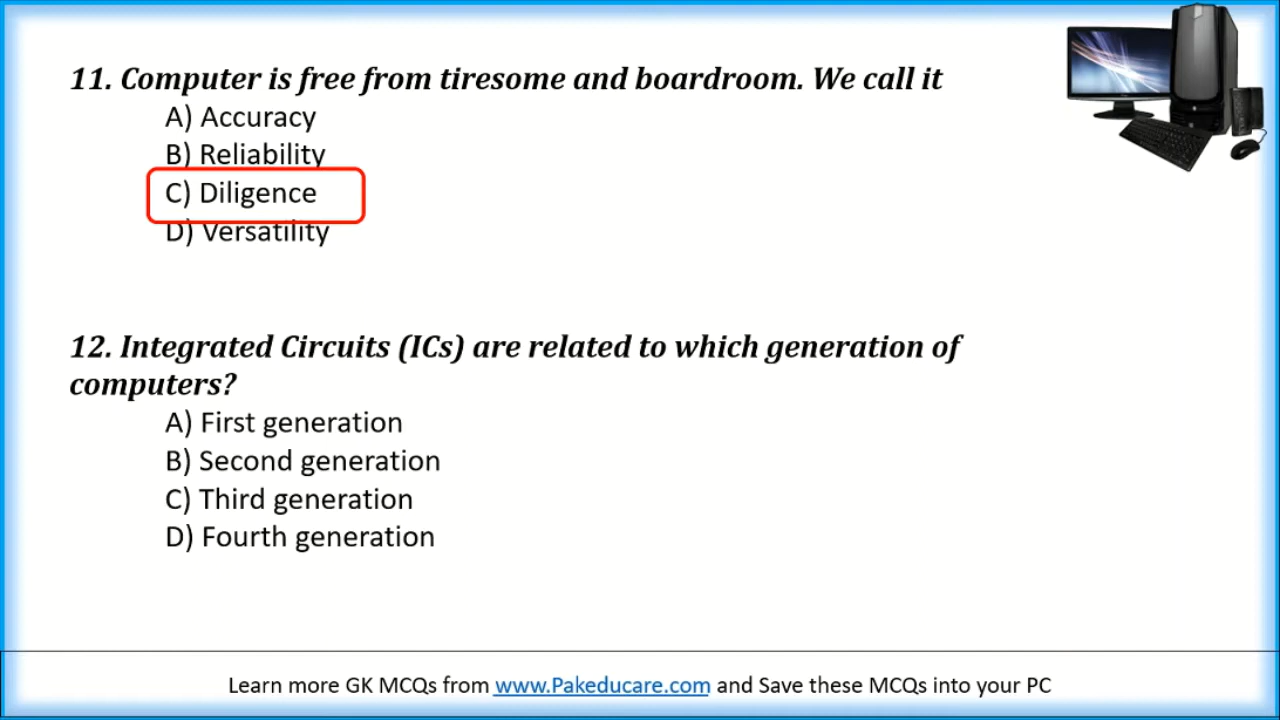 11. Computer is free from tiresome and boardroom. We call it
A) Accuracy
B) Reliability
C) Diligence
D) Versatility
12. Integrated Circuits (ICs) are related to which generation of
computers?
A) First generation
B) Second generation
C) Third generation
D) Fourth generation
Learn more GK MCQs from www.Pakeducare.com and Save these MCQs into your PC